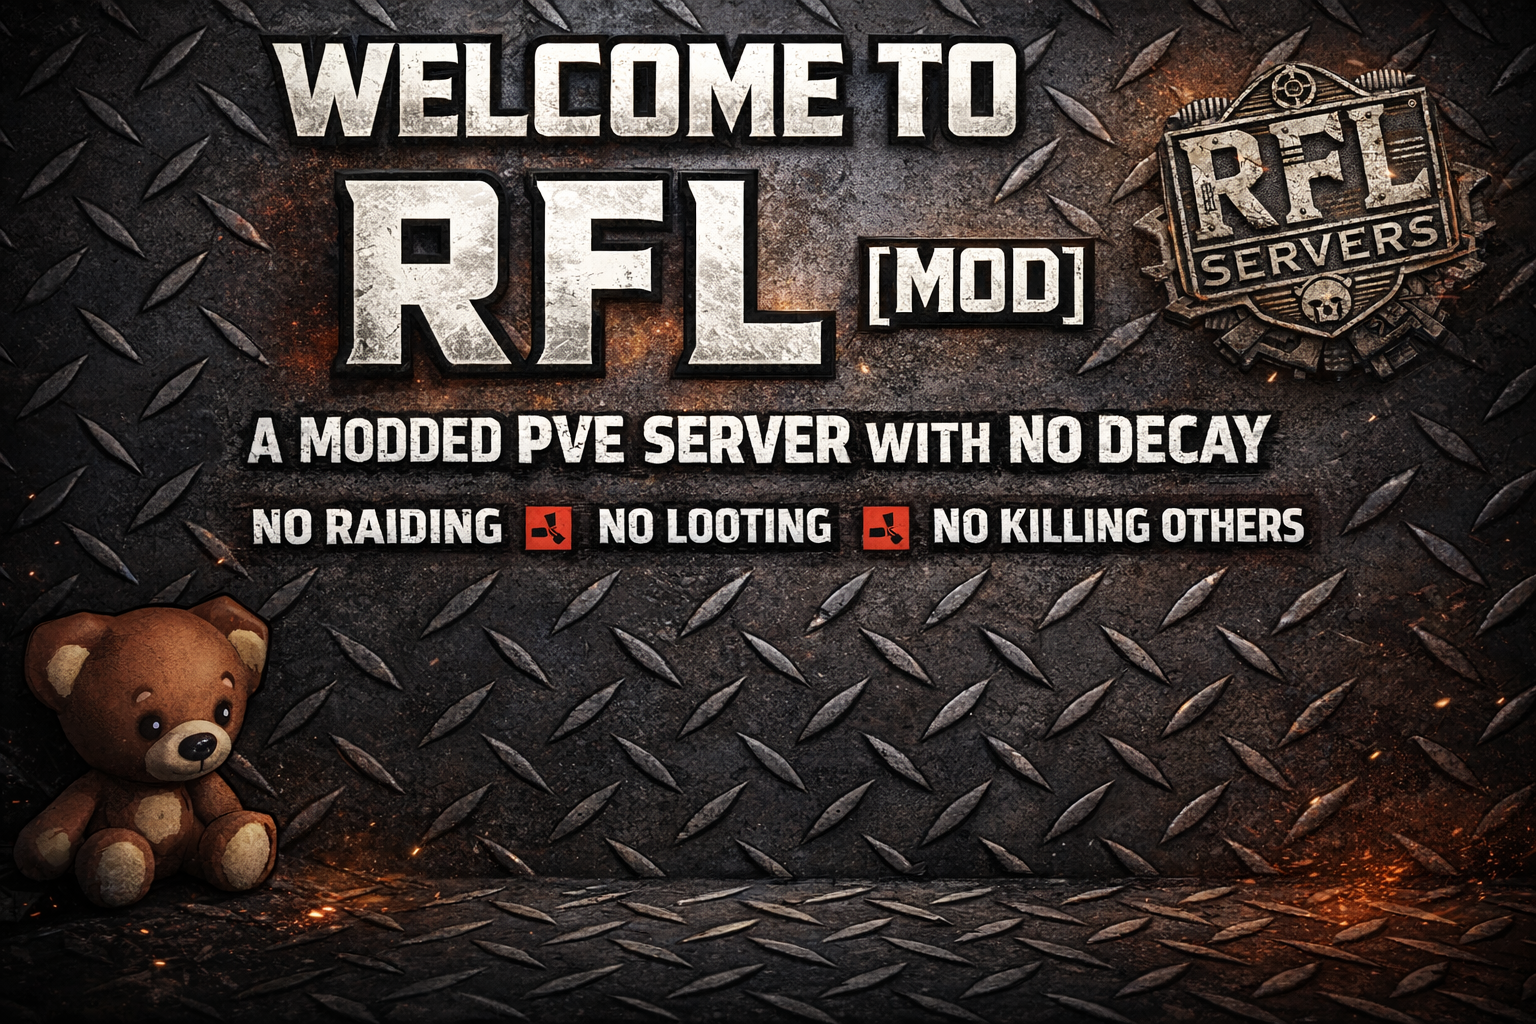 WELCOME TO
RFL [MOD]
RFL
SERVERS
A MODDED PVE SERVER WITH NO DECAY
NO RAIDING NO LOOTING NO KILLING OTHERS